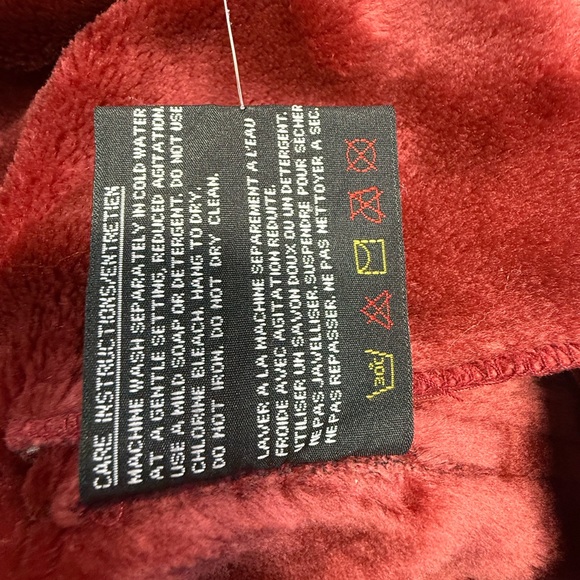 CARE INSTRUCTIONS/ENTRETIEN
MACHINE WASH SEPARATELY IN COLD WATER
AT A GENTLE SETTING, REDUCED AGITATION.
USE A MILD SOAP OR DETERGENT. DO NOT USE
CHLORINE BLEACH. HANG TO DRY.
DO NOT IRON. DO NOT DRY CLEAN.
LAVER A LA MACHINE SEPAREMENT A L'EAU
FROIDE AVEC AGITATION REDUITE.
UTILISER UN SAVON DOUX OU UN DETERGENT.
NE PAS JAVELLISER. SUSPENDRE POUR SECHER
NE PAS REPASSER. NE PAS NETTOYER A SEC.
30°C